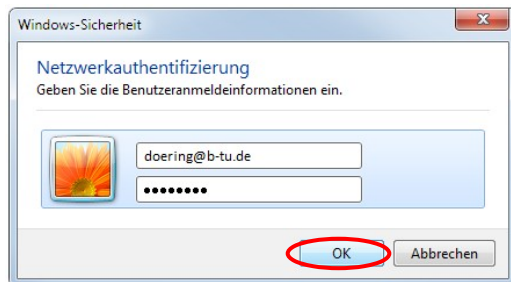 Windows-Sicherheit
Netzwerkauthentifizierung
Geben Sie die Benutzeranmeldeinformationen ein.
doering@b-tu.de
●●●●●●●●
OK
Abbrechen